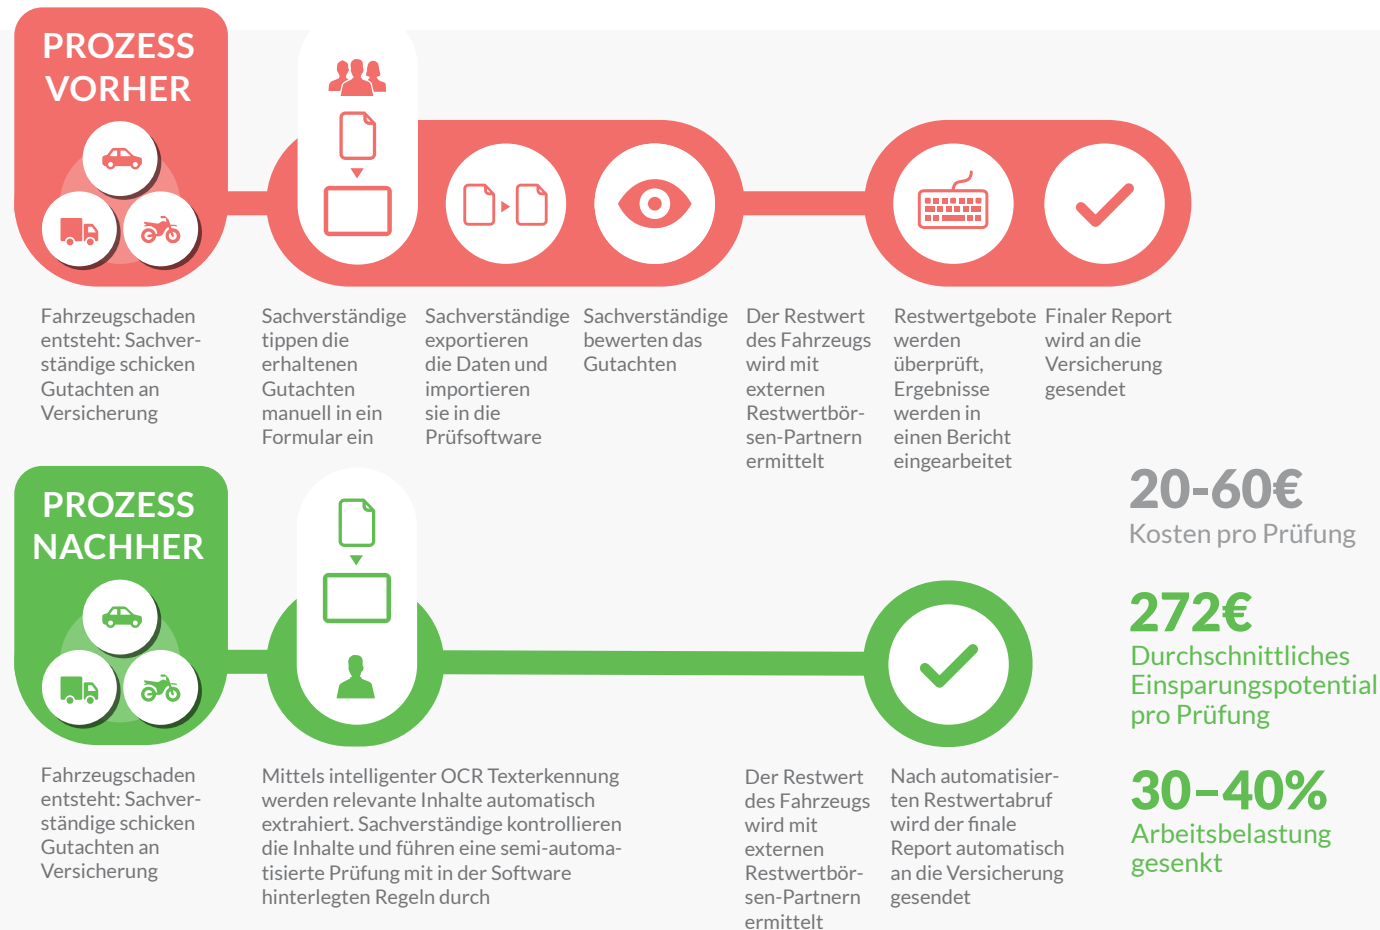 PROZESS
VORHER
Fahrzeugschaden
entsteht: Sachver-
ständige schicken
Gutachten an
Versicherung
Sachverständige
tippen die
erhaltenen
Gutachten
manuell in ein
Formular ein
Sachverständige
exportieren
die Daten und
importieren
sie in die
Prüfsoftware
Sachverständige
bewerten das
Gutachten
Der Restwert
des Fahrzeugs
wird mit
externen
Restwertbör-
sen-Partnern
ermittelt
Restwertgebote
werden
überprüft,
Ergebnisse
werden in
einen Bericht
eingearbeitet
Finaler Report
wird an die
Versicherung
gesendet
PROZESS
NACHHER
Fahrzeugschaden
entsteht: Sachver-
ständige schicken
Gutachten an
Versicherung
Mittels intelligenter OCR Texterkennung
werden relevante Inhalte automatisch
extrahiert. Sachverständige kontrollieren
die Inhalte und führen eine semi-automa-
tisierte Prüfung mit in der Software
hinterlegten Regeln durch
Der Restwert
des Fahrzeugs
wird mit
externen
Restwertbör-
sen-Partnern
ermittelt
Nach automatisier-
ten Restwertabruf
wird der finale
Report automatisch
an die Versicherung
gesendet
20-60€
Kosten pro Prüfung
272€
Durchschnittliches
Einsparungspotential
pro Prüfung
30–40%
Arbeitsbelastung
gesenkt